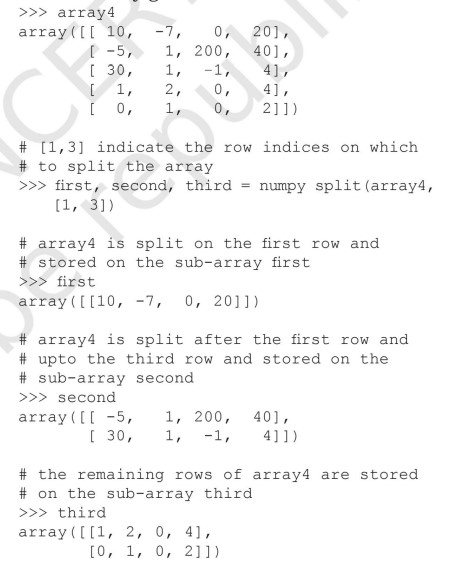 >>> array4
array([[ 10, -7, 0, 20],
[ -5, 1, 200, 40],
[ 30, 1, -1, 4],
[ 1, 2, 0, 4],
[ 0, 1, 0, 2]])
# [1,3] indicate the row indices on which
# to split the array
>>> first, second, third = numpy split(array4,
[1, 3])
# array4 is split on the first row and
# stored on the sub-array first
>>> first
array([[10, -7, 0, 20]])
# array4 is split after the first row and
# upto the third row and stored on the
# sub-array second
>>> second
array([[ -5, 1, 200, 40],
[ 30, 1, -1, 4]])
# the remaining rows of array4 are stored
# on the sub-array third
>>> third
array([[1, 2, 0, 4],
[0, 1, 0, 2]])